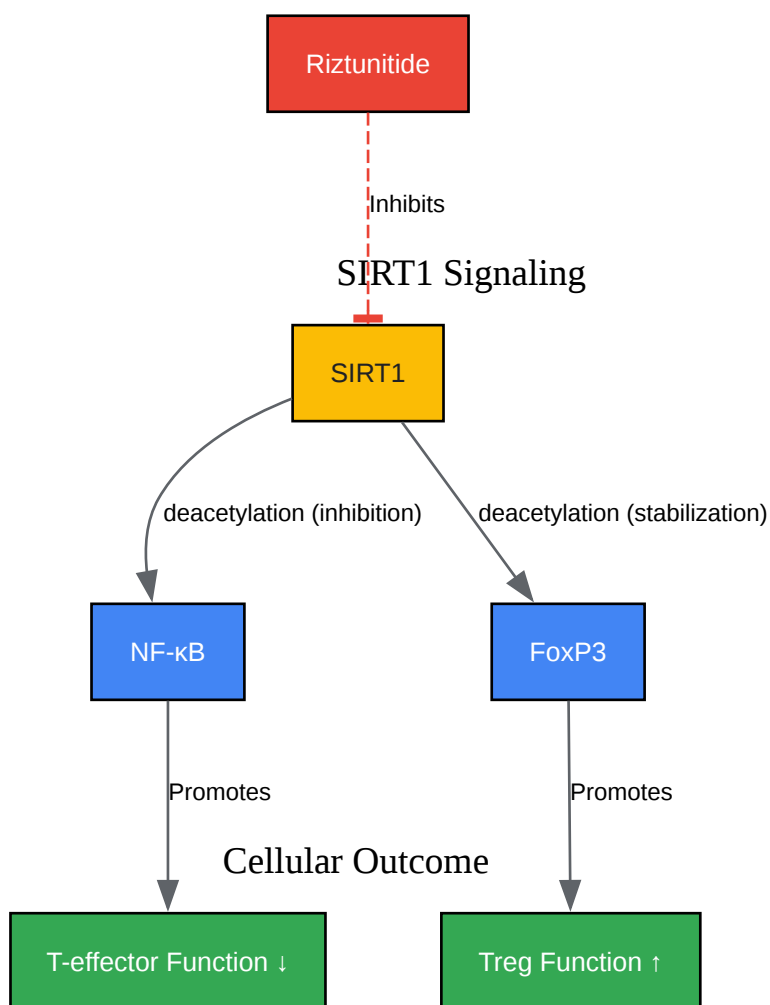 Riztunitide
Inhibits
SIRT1 Signaling
SIRT1
deacetylation (inhibition)
deacetylation (stabilization)
NF-κB
FoxP3
Promotes
Promotes
Cellular Outcome
T-effector Function ↓
Treg Function ↑